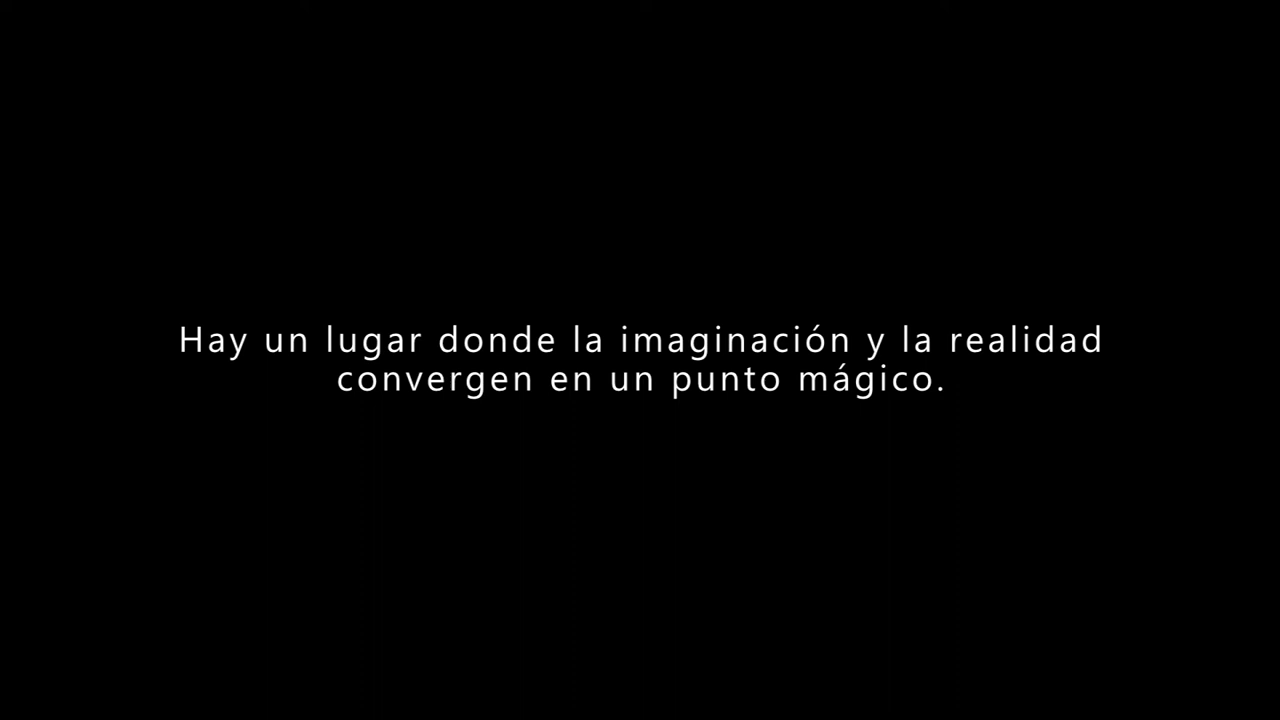 Hay un lugar donde la imaginación y la realidad
convergen en un punto mágico.